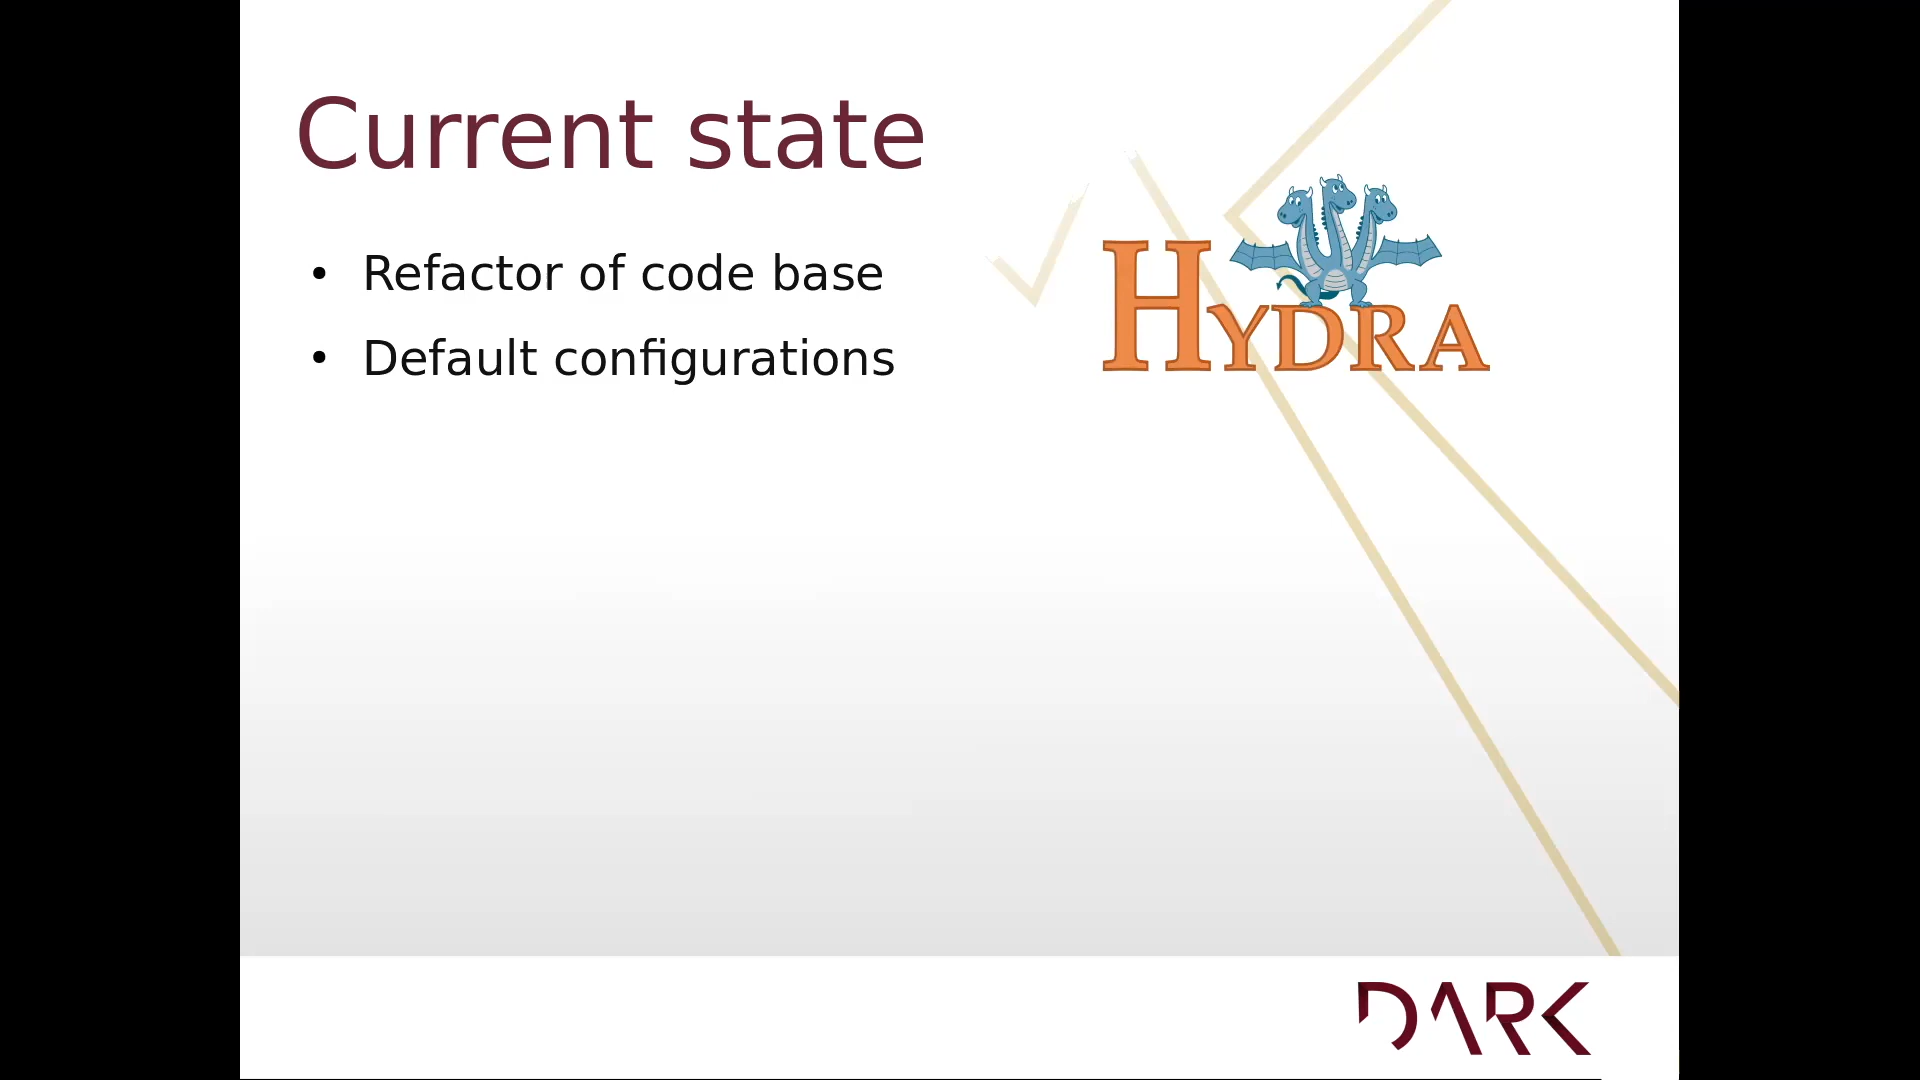 Current state
• Refactor of code base
• Default configurations
HYDRA
DARK